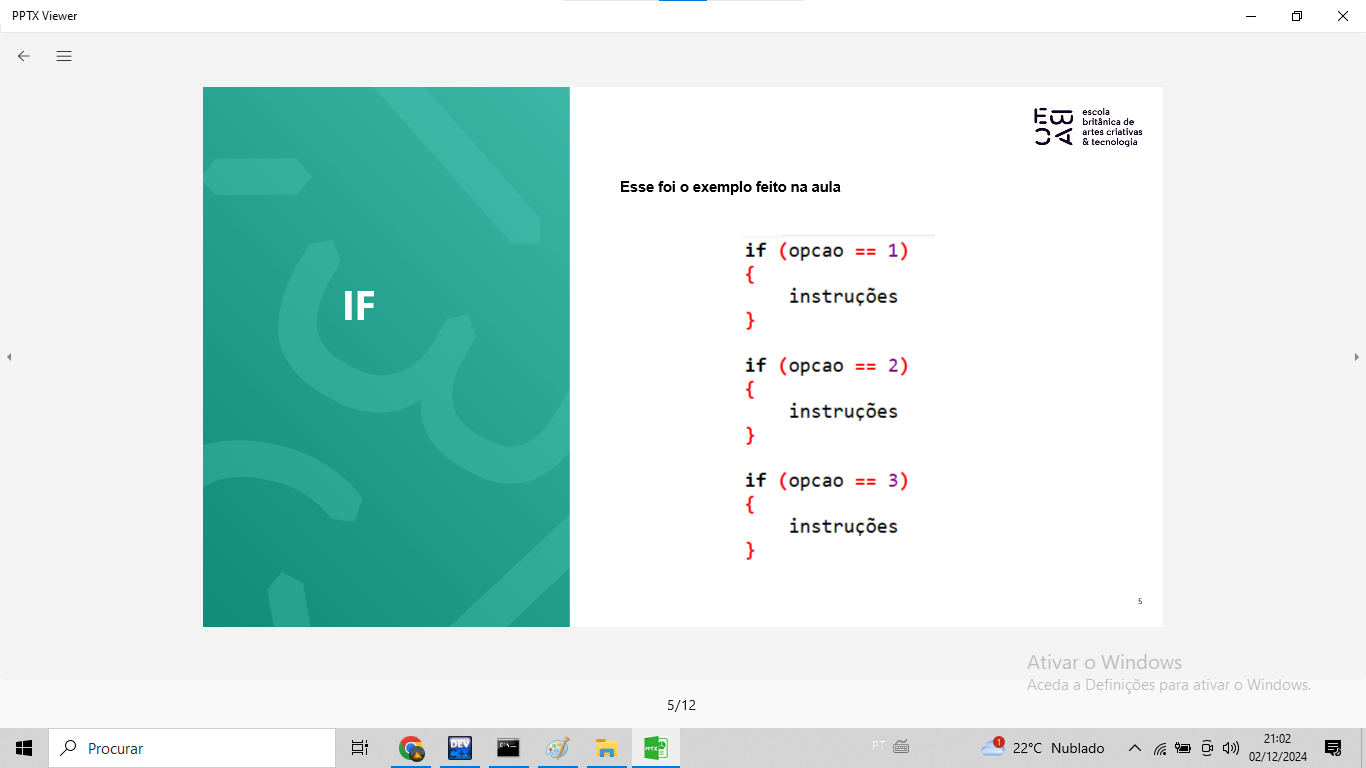 PPTX Viewer
escola
britânica de
artes criativas
& tecnologia
Esse foi o exemplo feito na aula
IF
if (opcao == 1)
{
instruções
}
if (opcao == 2)
{
instruções
}
if (opcao == 3)
{
instruções
}
5
Ativar o Windows
Aceda a Definições para ativar o Windows.
5/12
Procurar
DEV
PPTX
PT
1
22°C Nublado
21:02
02/12/2024